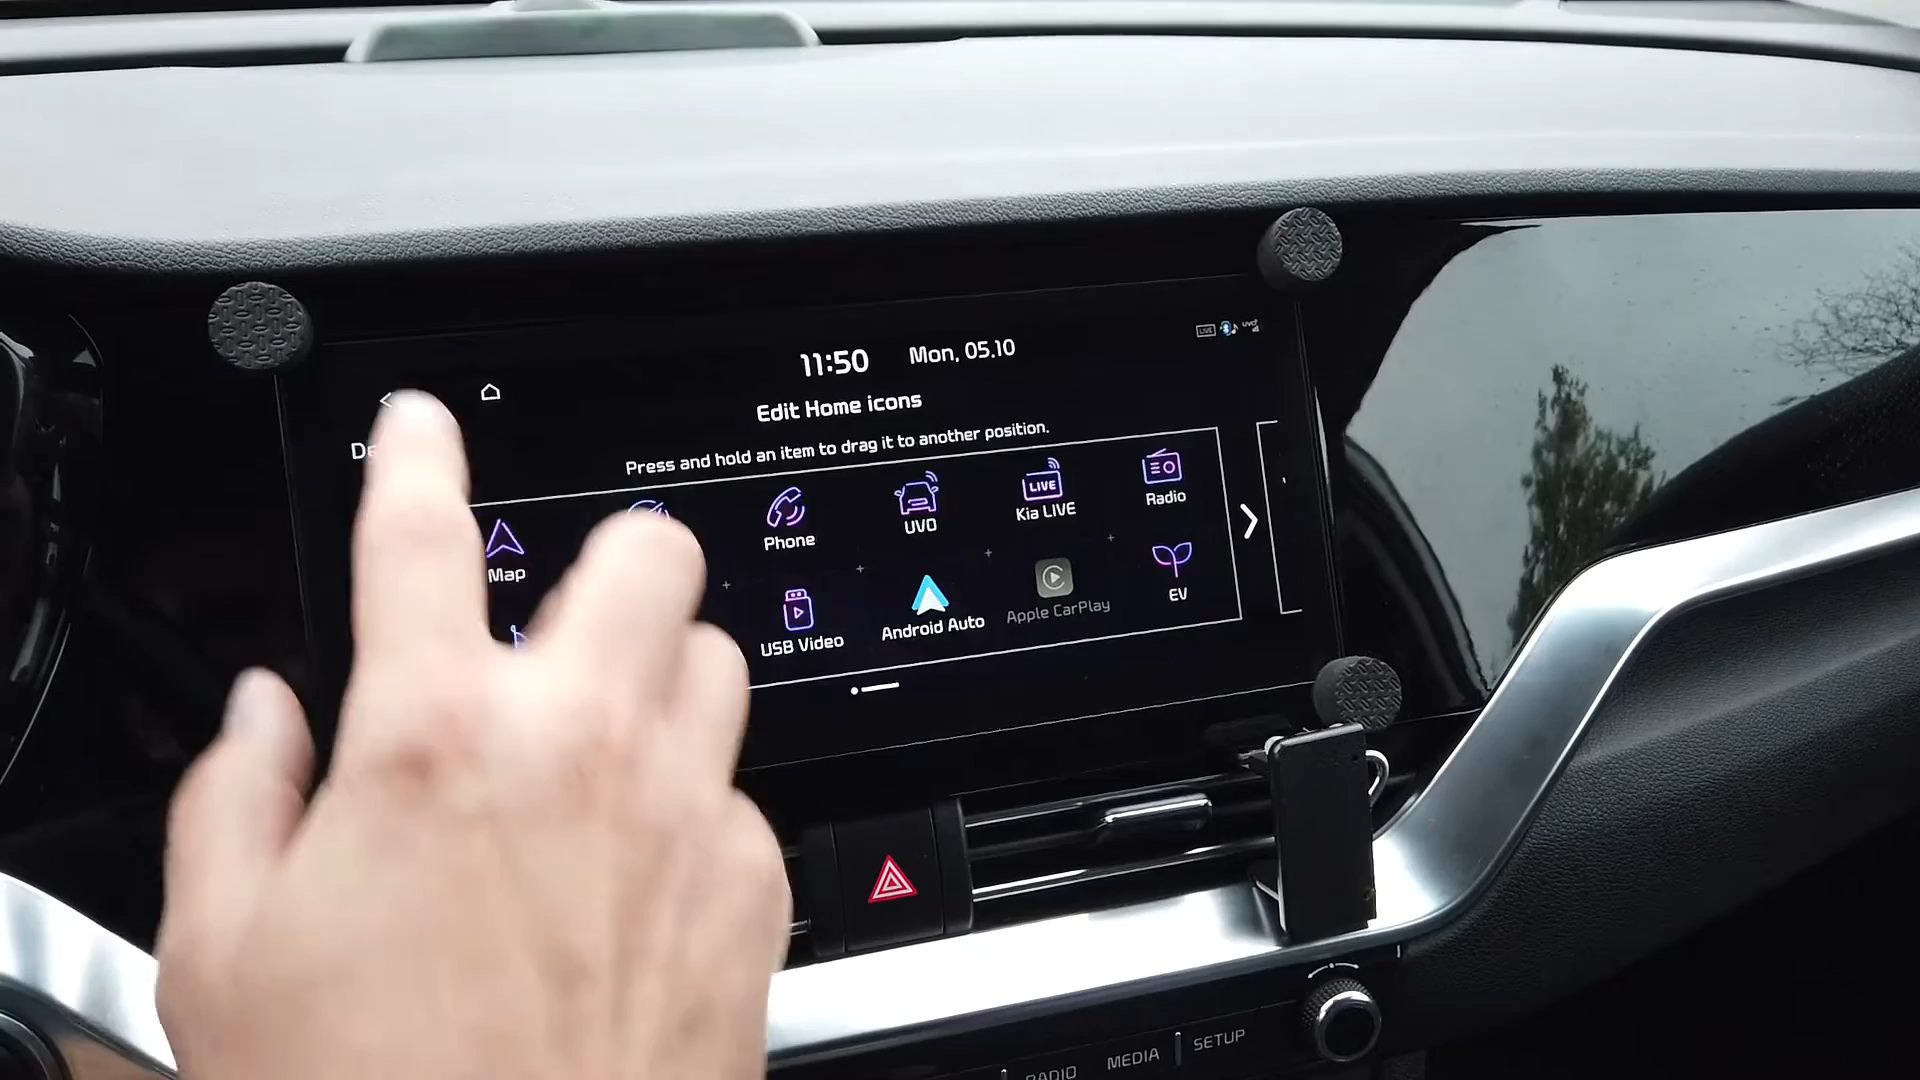 11:50 Mon, 05.10
Edit Home icons
Press and hold an item to drag it to another position.
Map
Phone
UVO
LIVE
Kia LIVE
Radio
USB Video
Android Auto
Apple CarPlay
EV
RADIO
MEDIA
SETUP